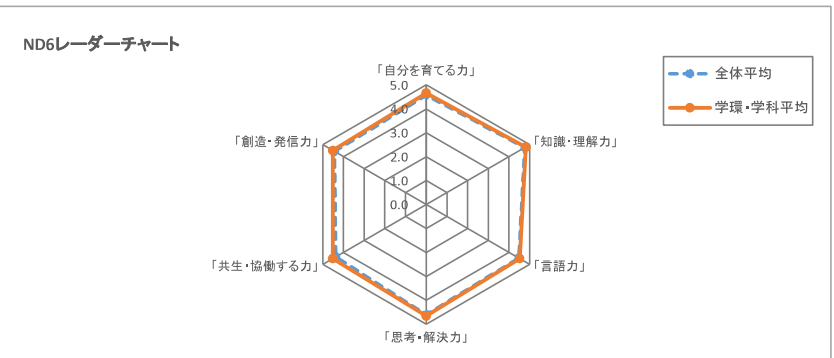 ND6レーダーチャート
「自分を育てる力」
全体平均
学環・学科平均
5.0
4.0
3.0
2.0
1.0
0.0
「創造・発信力」
「知識・理解力」
「共生・協働する力」
「言語力」
「思考・解決力」